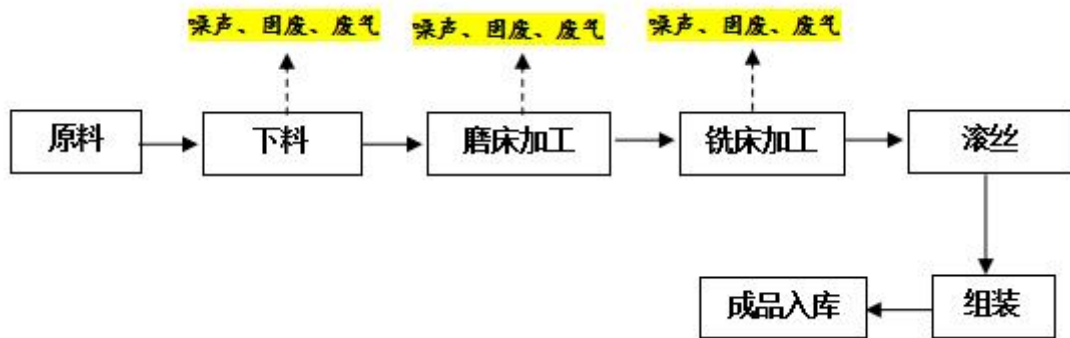 噪声、固废、废气
噪声、固废、废气
噪声、固废、废气
原料
下料
磨床加工
铣床加工
滚丝
成品入库
组装